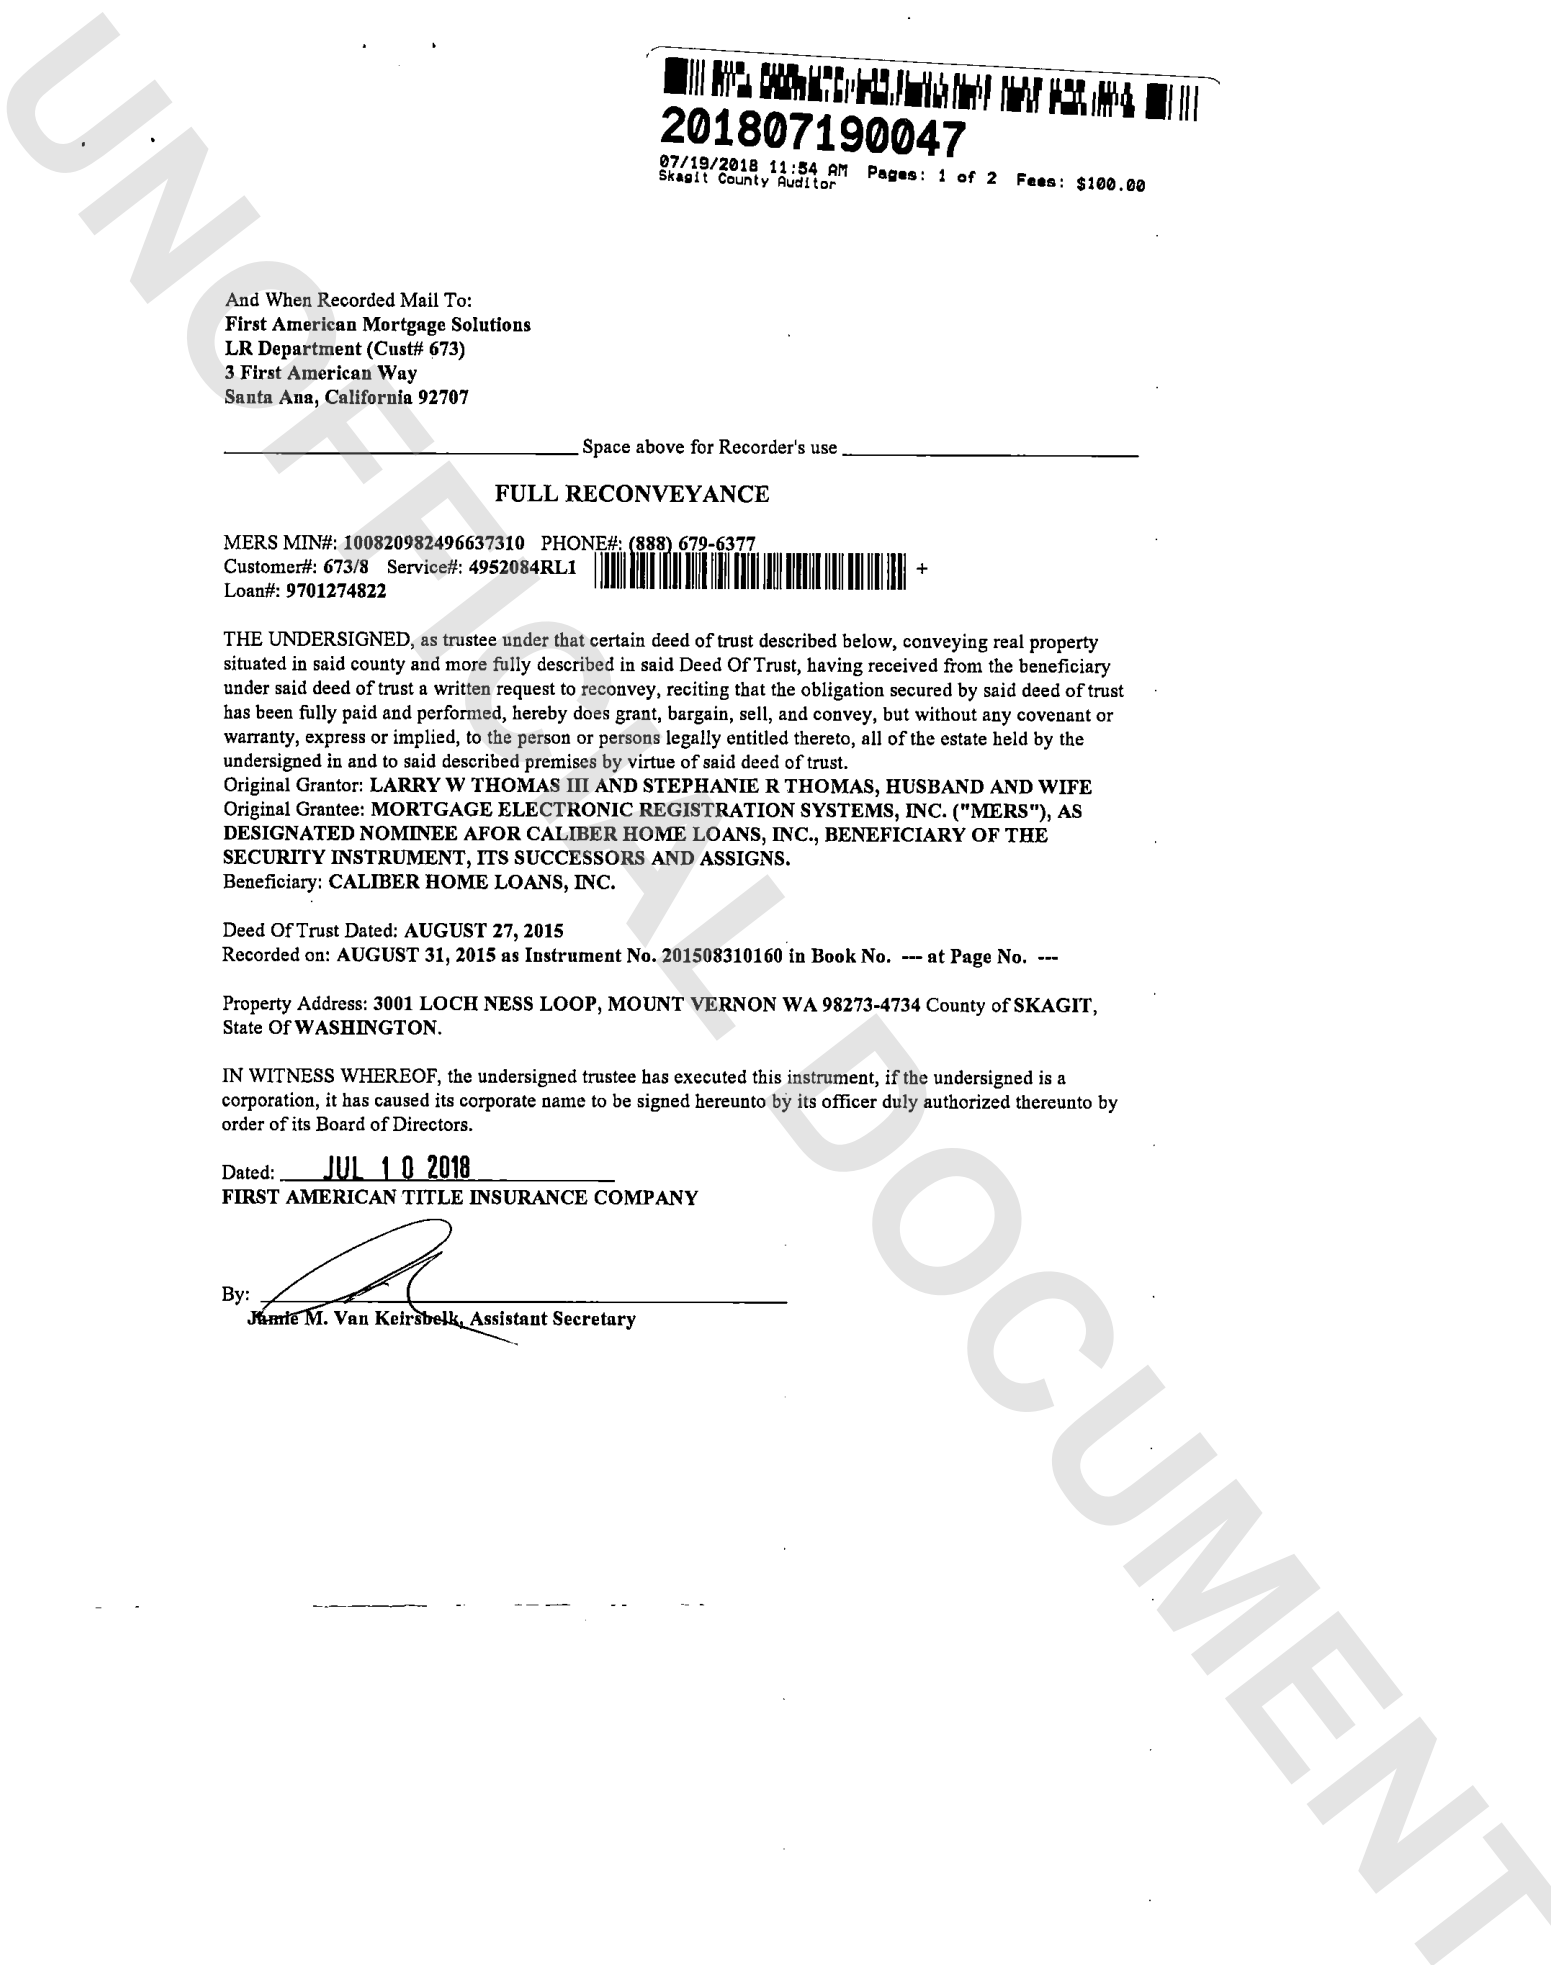 201807190047
07/19/2018 11:54 AM Pages: 1 of 2 Fees: $100.00
Skagit County Auditor
And When Recorded Mail To:
First American Mortgage Solutions
LR Department (Cust# 673)
3 First American Way
Santa Ana, California 92707
Space above for Recorder's use
FULL RECONVEYANCE
MERS MIN#: 100820982496637310 PHONE#: (888) 679-6377
Customer#: 673/8 Service#: 4952084RL1 +
Loan#: 9701274822
THE UNDERSIGNED, as trustee under that certain deed of trust described below, conveying real property
situated in said county and more fully described in said Deed Of Trust, having received from the beneficiary
under said deed of trust a written request to reconvey, reciting that the obligation secured by said deed of trust
has been fully paid and performed, hereby does grant, bargain, sell, and convey, but without any covenant or
warranty, express or implied, to the person or persons legally entitled thereto, all of the estate held by the
undersigned in and to said described premises by virtue of said deed of trust.
Original Grantor: LARRY W THOMAS III AND STEPHANIE R THOMAS, HUSBAND AND WIFE
Original Grantee: MORTGAGE ELECTRONIC REGISTRATION SYSTEMS, INC. ("MERS"), AS
DESIGNATED NOMINEE AFOR CALIBER HOME LOANS, INC., BENEFICIARY OF THE
SECURITY INSTRUMENT, ITS SUCCESSORS AND ASSIGNS.
Beneficiary: CALIBER HOME LOANS, INC.
Deed Of Trust Dated: AUGUST 27, 2015
Recorded on: AUGUST 31, 2015 as Instrument No. 201508310160 in Book No. --- at Page No. ---
Property Address: 3001 LOCH NESS LOOP, MOUNT VERNON WA 98273-4734 County of SKAGIT,
State Of WASHINGTON.
IN WITNESS WHEREOF, the undersigned trustee has executed this instrument, if the undersigned is a
corporation, it has caused its corporate name to be signed hereunto by its officer duly authorized thereunto by
order of its Board of Directors.
Dated: JUL 10 2018
FIRST AMERICAN TITLE INSURANCE COMPANY
By:
Jamie M. Van Keirsbelk, Assistant Secretary
UNOFFICIAL DOCUMENT